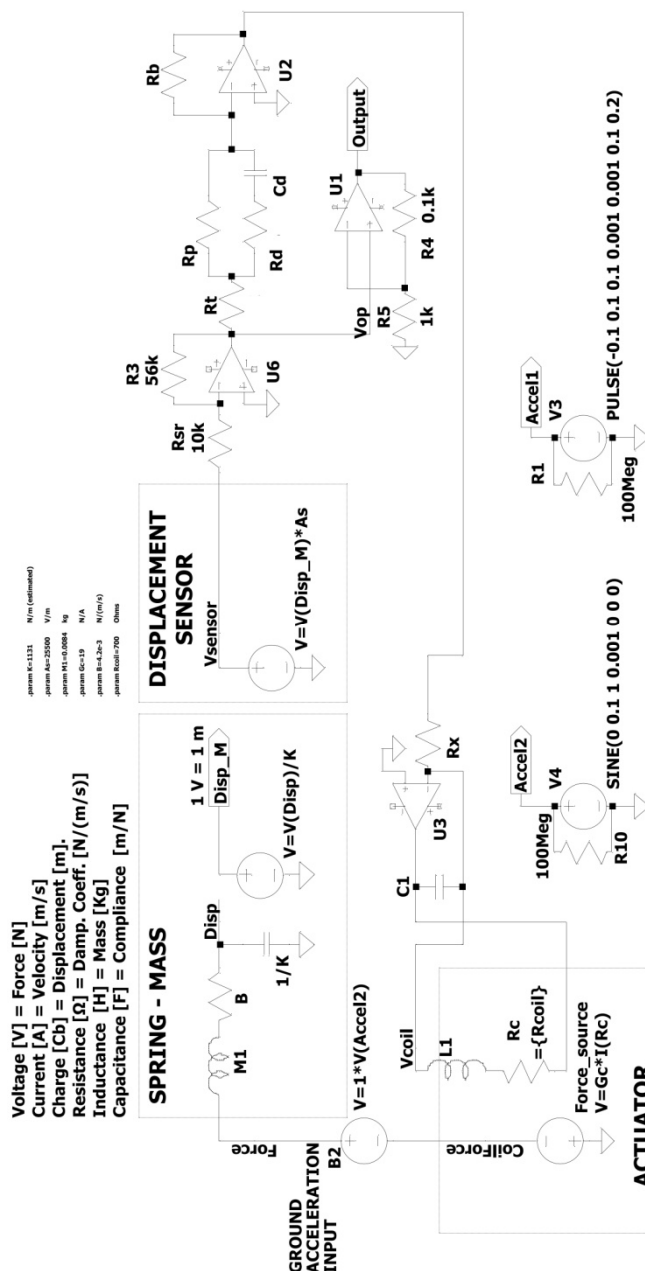 Voltage [V] = Force [N]
Current [A] = Velocity [m/s]
Charge [Cb] = Displacement [m].
Resistance [Ω] = Damp. Coeff. [N/(m/s)]
Inductance [H] = Mass [Kg]
Capacitance [F] = Compliance [m/N]
.param K=1131 N/m (estimated)
.param As=25500 V/m
.param M1=0.0084 kg
.param Gc=19 N/A
.param B=4.2e-3 N/(m/s)
.param Rcoil=700 Ohms
SPRING - MASS
1 V = 1 m
Disp_M
Disp
M1
B
1/K
V=V(Disp)/K
DISPLACEMENT
SENSOR
Vsensor
V=V(Disp_M)*As
Rsr
10k
R3
56k
U6
Rt
Rp
Rd
Cd
Rb
U2
Vop
U1
Output
R5
1k
R4
0.1k
GROUND
ACCELERATION
INPUT
Force
B2
V=1*V(Accel2)
CoilForce
Vcoil
L1
Rc
={Rcoil}
Force_source
V=Gc*I(Rc)
ACTUATOR
C1
U3
Rx
Accel2
V4
100Meg
R10
SINE(0 0.1 1 0.001 0 0 0)
Accel1
V3
R1
100Meg
PULSE(-0.1 0.1 0.1 0.001 0.001 0.1 0.2)